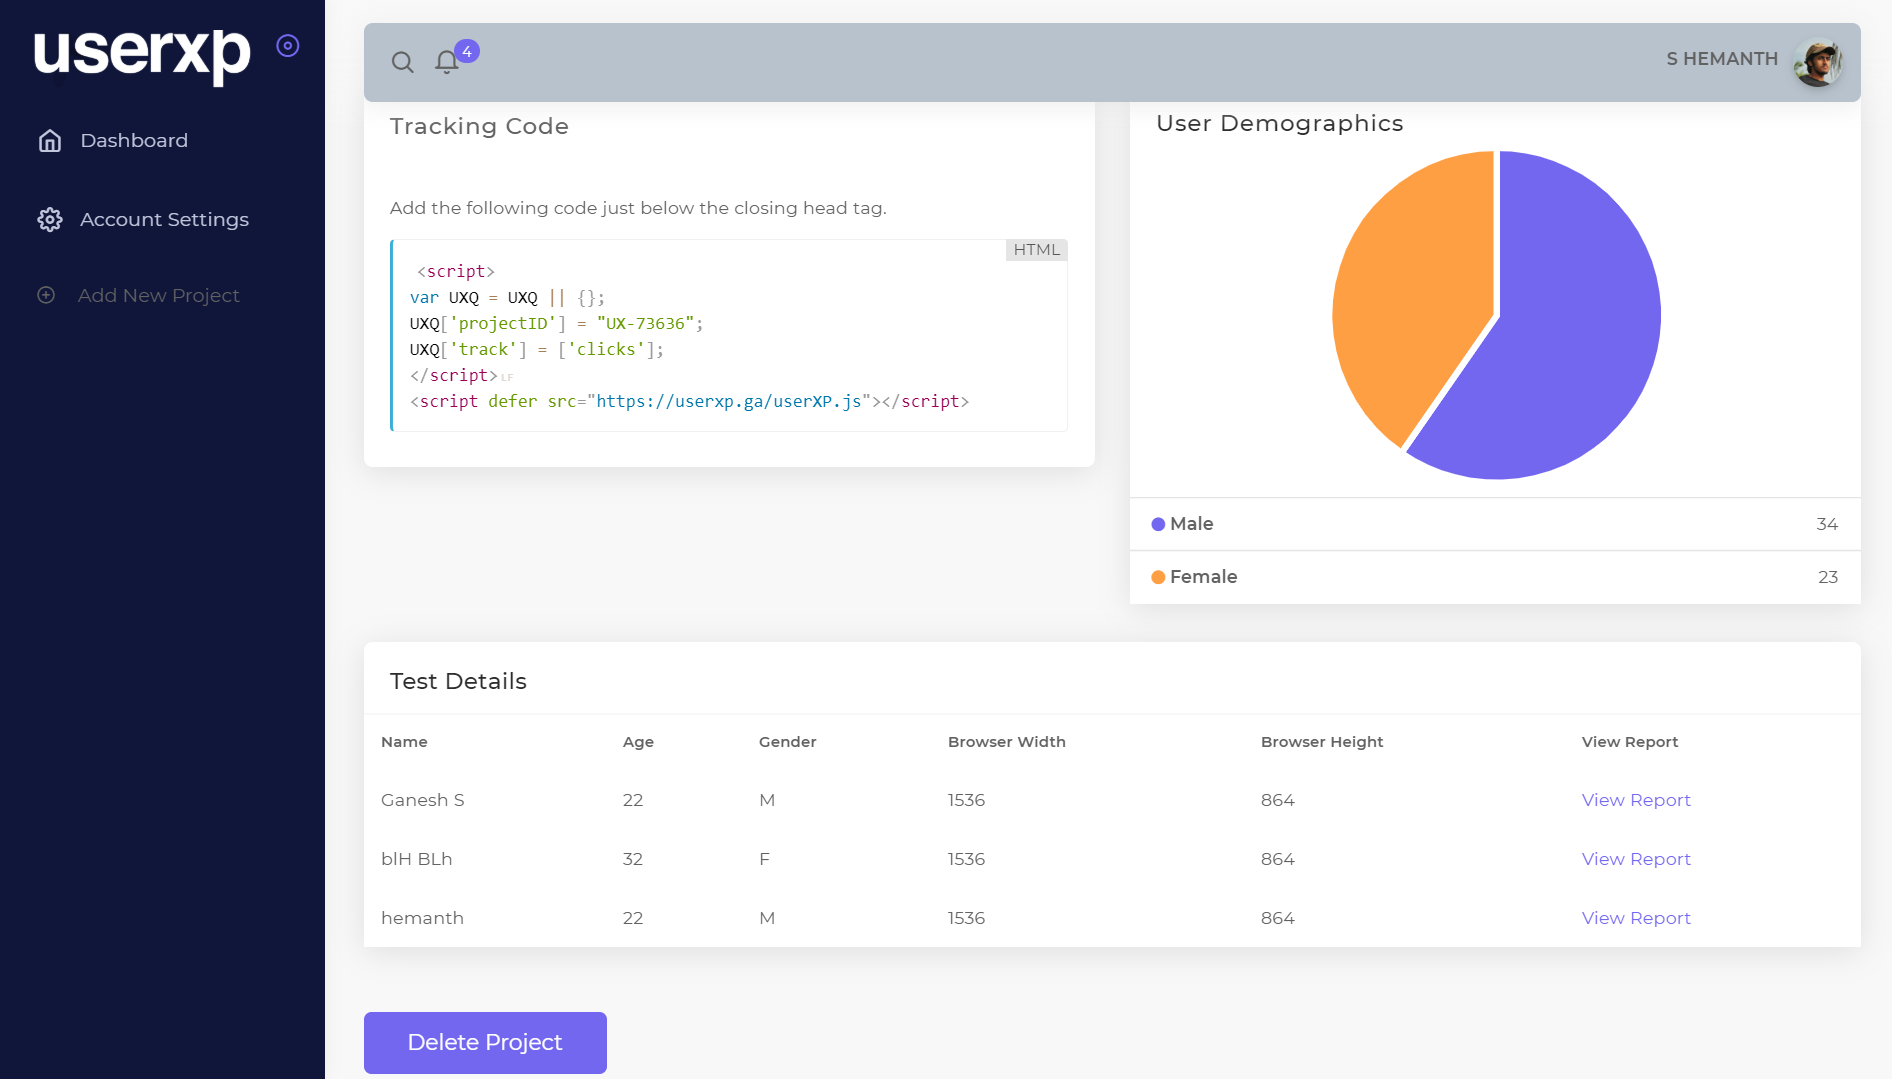 userxp
Dashboard
Account Settings
Add New Project
4
S HEMANTH
Tracking Code
Add the following code just below the closing head tag.
HTML
<script>
var UXQ = UXQ || {};
UXQ['projectID'] = "UX-73636";
UXQ['track'] = ['clicks'];
</script>LF
<script defer src="https://userxp.ga/userXP.js"></script>
User Demographics
Male 34
Female 23
Test Details
Name Age Gender Browser Width Browser Height View Report
Ganesh S 22 M 1536 864 View Report
blH BLh 32 F 1536 864 View Report
hemanth 22 M 1536 864 View Report
Delete Project